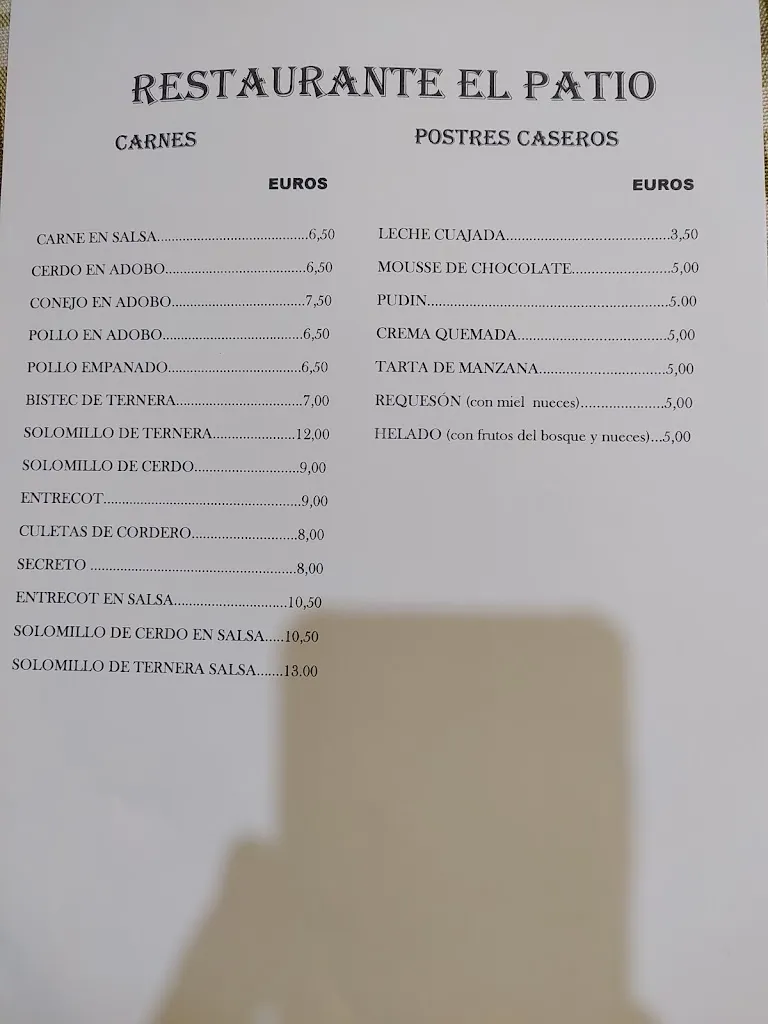 RESTAURANTE EL PATIO
CARNES
EUROS
CARNE EN SALSA..................................6,50
CERDO EN ADOBO................................6,50
CONEJO EN ADOBO..............................7,50
POLLO EN ADOBO................................6,50
POLLO EMPANADO..............................6,50
BISTEC DE TERNERA............................7,00
SOLOMILLO DE TERNERA...................12,00
SOLOMILLO DE CERDO........................9,00
ENTRECOT.............................................9,00
CULETAS DE CORDERO........................8,00
SECRETO ..............................................8,00
ENTRECOT EN SALSA..........................10,50
SOLOMILLO DE CERDO EN SALSA.....10,50
SOLOMILLO DE TERNERA SALSA.......13.00
POSTRES CASEROS
EUROS
LECHE CUAJADA.....................................3,50
MOUSSE DE CHOCOLATE.......................5,00
PUDIN......................................................5.00
CREMA QUEMADA..................................5,00
TARTA DE MANZANA...................................5,00
REQUESÓN (con miel nueces)...................5,00
HELADO (con frutos del bosque y nueces)...5,00